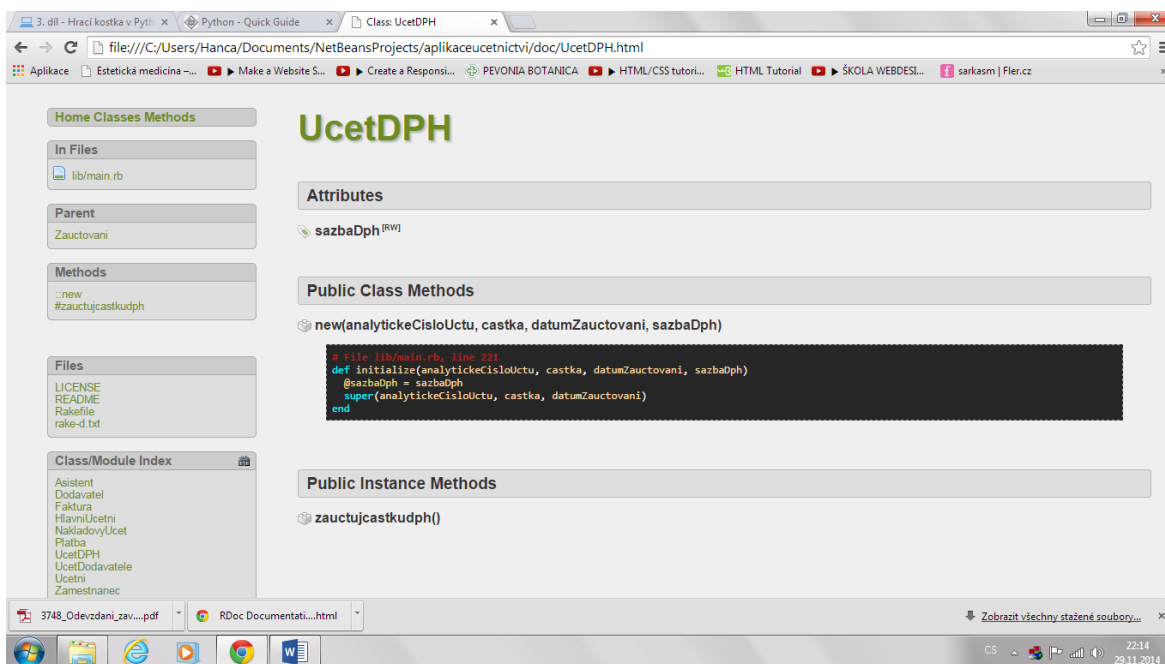 3. díl - Hrací kostka v Pyth
Python - Quick Guide
Class: UcetDPH
file:///C:/Users/Hanca/Documents/NetBeansProjects/aplikaceucetnictvi/doc/UcetDPH.html
Aplikace
Estetická medicína –...
▶ Make a Website S...
▶ Create a Responsi...
PEVONIA BOTANICA
▶ HTML/CSS tutori...
HTML Tutorial
▶ ŠKOLA WEBDESI...
sarkasm | Fler.cz
Home Classes Methods
In Files
lib/main.rb
Parent
Zauctovani
Methods
::new
#zauctujcastkudph
Files
LICENSE
README
Rakefile
rake-d.txt
Class/Module Index
Asistent
Dodavatel
Faktura
HlavniUcetni
NakladovyUcet
Platba
UcetDPH
UcetDodavatele
Ucetni
Zamestnanec
UcetDPH
Attributes
sazbaDph [RW]
Public Class Methods
new(analytickeCisloUctu, castka, datumZauctovani, sazbaDph)
# File lib/main.rb, line 221
def initialize(analytickeCisloUctu, castka, datumZauctovani, sazbaDph)
@sazbaDph = sazbaDph
super(analytickeCisloUctu, castka, datumZauctovani)
end
Public Instance Methods
zauctujcastkudph()
3748_Odevzdani_zav....pdf
RDoc Documentati....html
Zobrazit všechny stažené soubory...
CS
22:14
29.11.2014